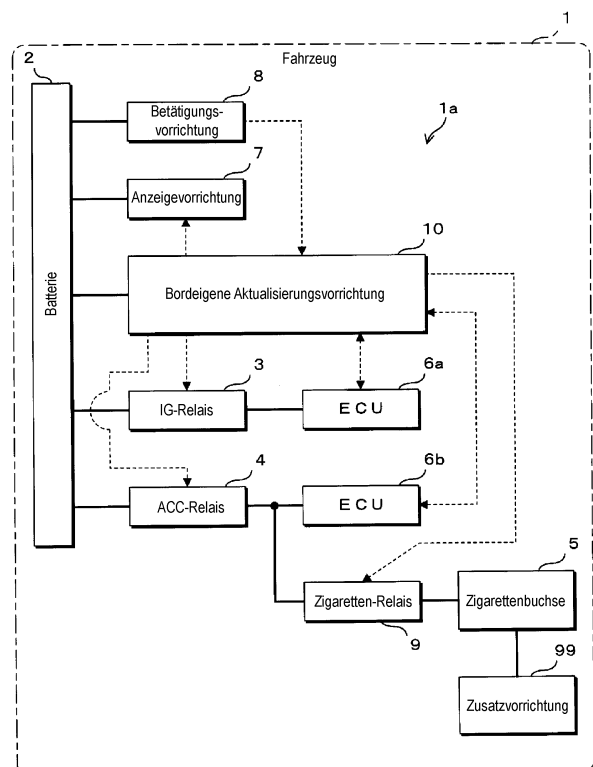 1
Fahrzeug
2
8
Betätigungs-
vorrichtung
1a
7
Anzeigevorrichtung
10
Bordeigene Aktualisierungsvorrichtung
Batterie
3
IG-Relais
6a
ECU
4
ACC-Relais
6b
ECU
Zigaretten-Relais
9
5
Zigarettenbuchse
99
Zusatzvorrichtung